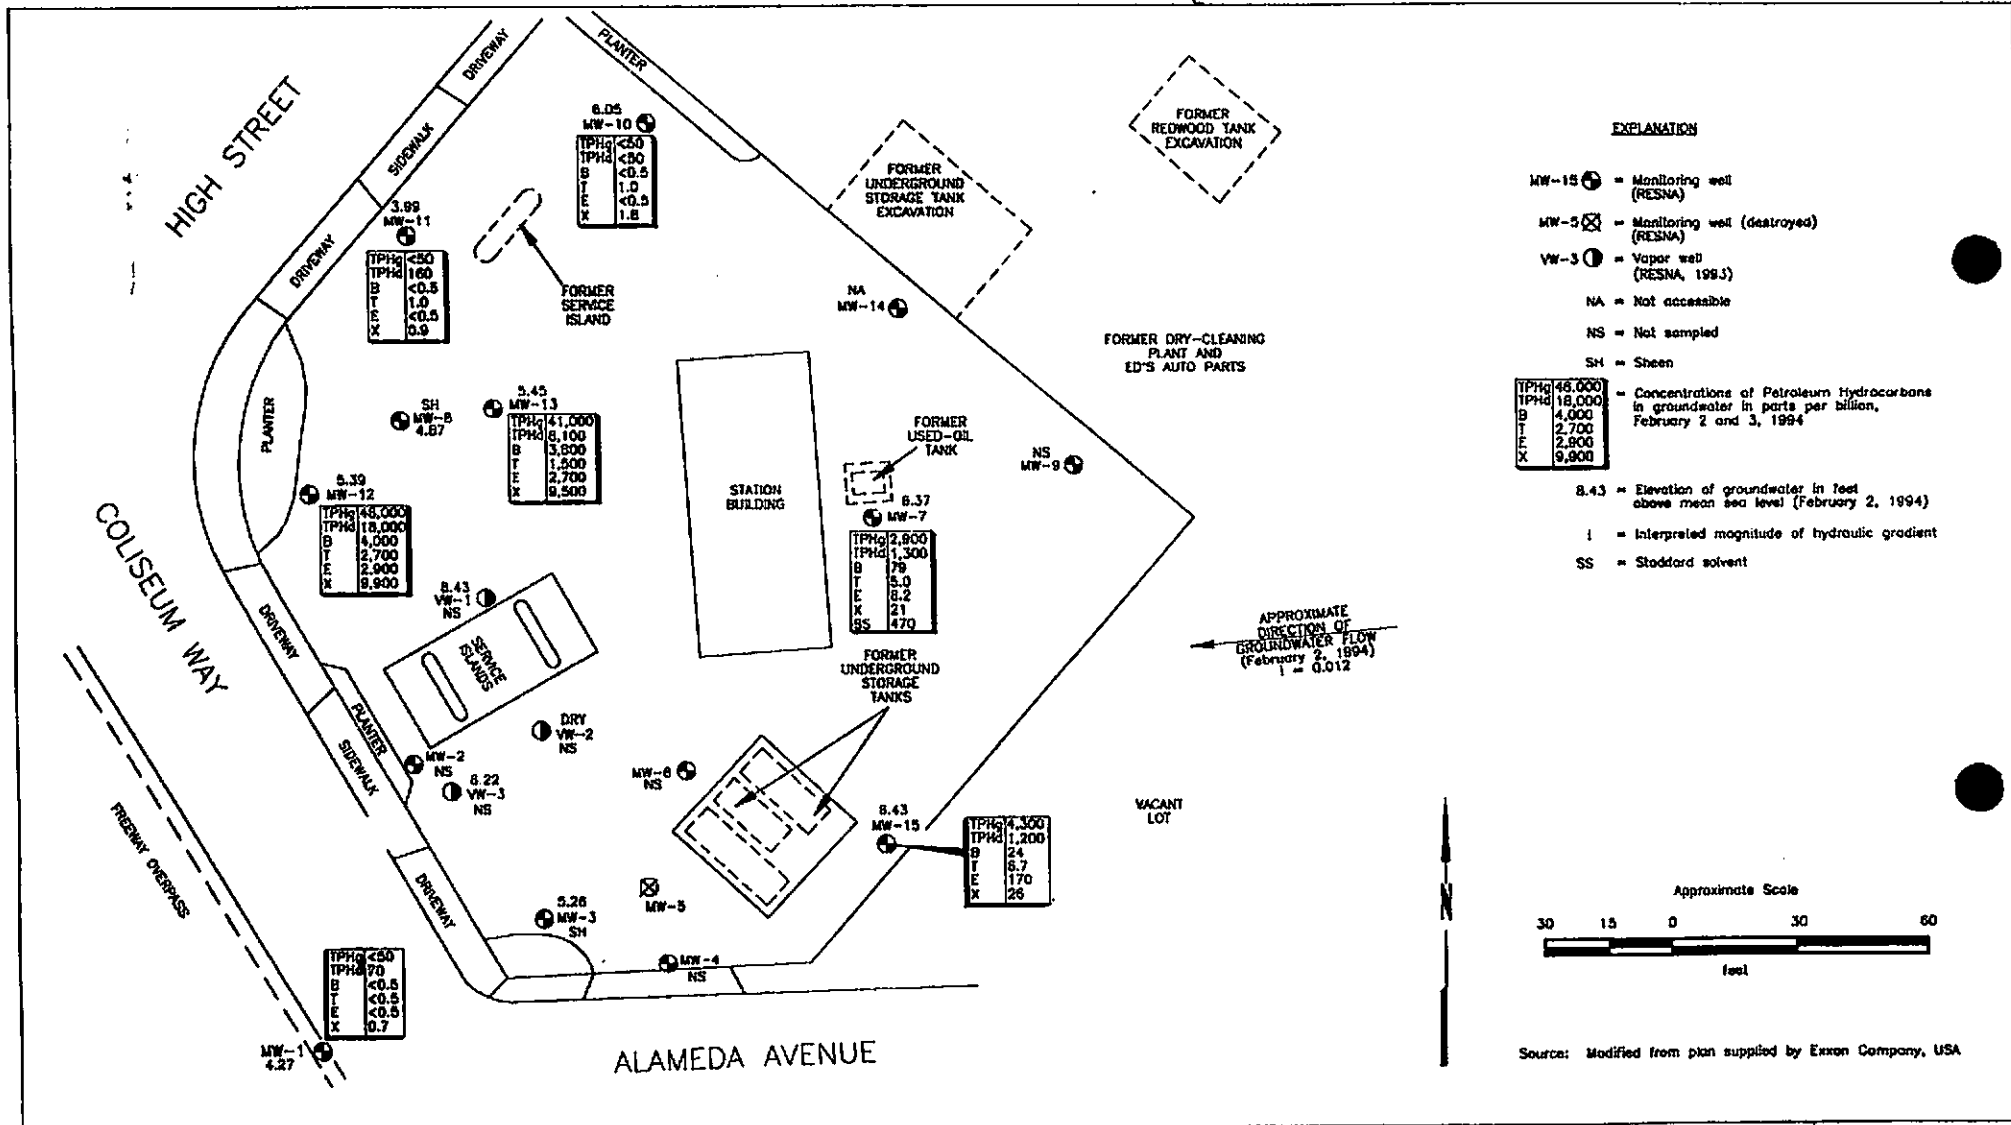 HIGH STREET
COLISEUM WAY
ALAMEDA AVENUE
FREEWAY OVERPASS
DRIVEWAY
SIDEWALK
DRIVEWAY
PLANTER
DRIVEWAY
PLANTER
SIDEWALK
DRIVEWAY
PLANTER
6.05
MW-10
TPHg <50
TPHd <50
B <0.5
T 1.0
E <0.5
X 1.6
3.99
MW-11
TPHg <50
TPHd 160
B <0.5
T 1.0
E <0.5
X 0.9
FORMER
SERVICE
ISLAND
FORMER
UNDERGROUND
STORAGE TANK
EXCAVATION
FORMER
REDWOOD TANK
EXCAVATION
NA
MW-14
FORMER DRY-CLEANING
PLANT AND
ED'S AUTO PARTS
SH
MW-8
4.87
5.45
MW-13
TPHg 41,000
TPHd 8,100
B 3,800
T 1,500
E 2,700
X 9,500
5.39
MW-12
TPHg 46,000
TPHd 18,000
B 4,000
T 2,700
E 2,900
X 9,900
STATION
BUILDING
FORMER
USED-OIL
TANK
NS
MW-9
8.37
MW-7
TPHg 2,900
TPHd 1,300
B 79
T 5.0
E 8.2
X 21
SS 470
8.43
VW-1
NS
SERVICE
ISLANDS
FORMER
UNDERGROUND
STORAGE
TANKS
DRY
VW-2
NS
MW-2
NS
8.22
VW-3
NS
MW-6
NS
8.43
MW-15
TPHg 4,300
TPHd 1,200
B 24
T 8.7
E 170
X 26
VACANT
LOT
MW-5
5.26
MW-3
SH
MW-4
NS
TPHg <50
TPHd 70
B <0.5
T <0.5
E <0.5
X 0.7
MW-1
4.27
APPROXIMATE
DIRECTION OF
GROUNDWATER FLOW
(February 2, 1994)
i = 0.012
EXPLANATION
MW-15 = Monitoring well
(RESNA)
MW-5 = Monitoring well (destroyed)
(RESNA)
VW-3 = Vapor well
(RESNA, 1993)
NA = Not accessible
NS = Not sampled
SH = Sheen
TPHg 46,000
TPHd 18,000
B 4,000
T 2,700
E 2,900
X 9,900
= Concentrations of Petroleum Hydrocarbons
in groundwater in parts per billion,
February 2 and 3, 1994
8.43 = Elevation of groundwater in feet
above mean sea level (February 2, 1994)
i = Interpreted magnitude of hydraulic gradient
SS = Stoddard solvent
N
Approximate Scale
30 15 0 30 60
feet
Source: Modified from plan supplied by Exxon Company, USA